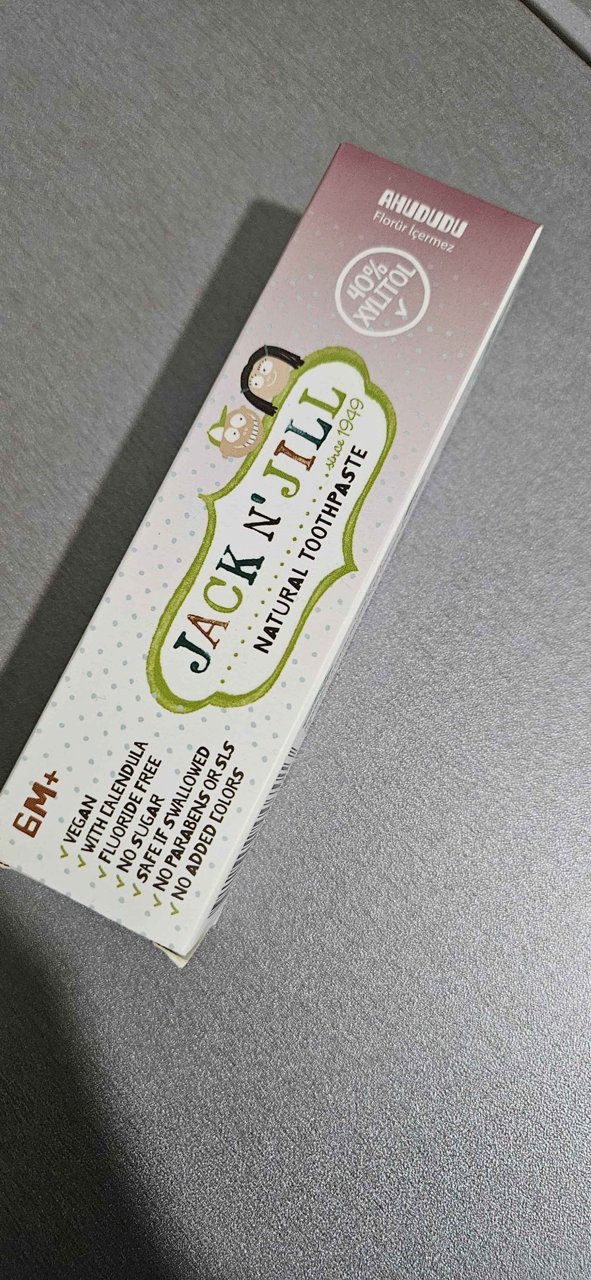 AHUDUDU
Florür İçermez
40%
XYLITOL
JACK N' JILL
since 1949
NATURAL TOOTHPASTE
6M+
VEGAN
WITH CALENDULA
FLUORIDE FREE
NO SUGAR
SAFE IF SWALLOWED
NO PARABENS OR SLS
NO ADDED COLORS